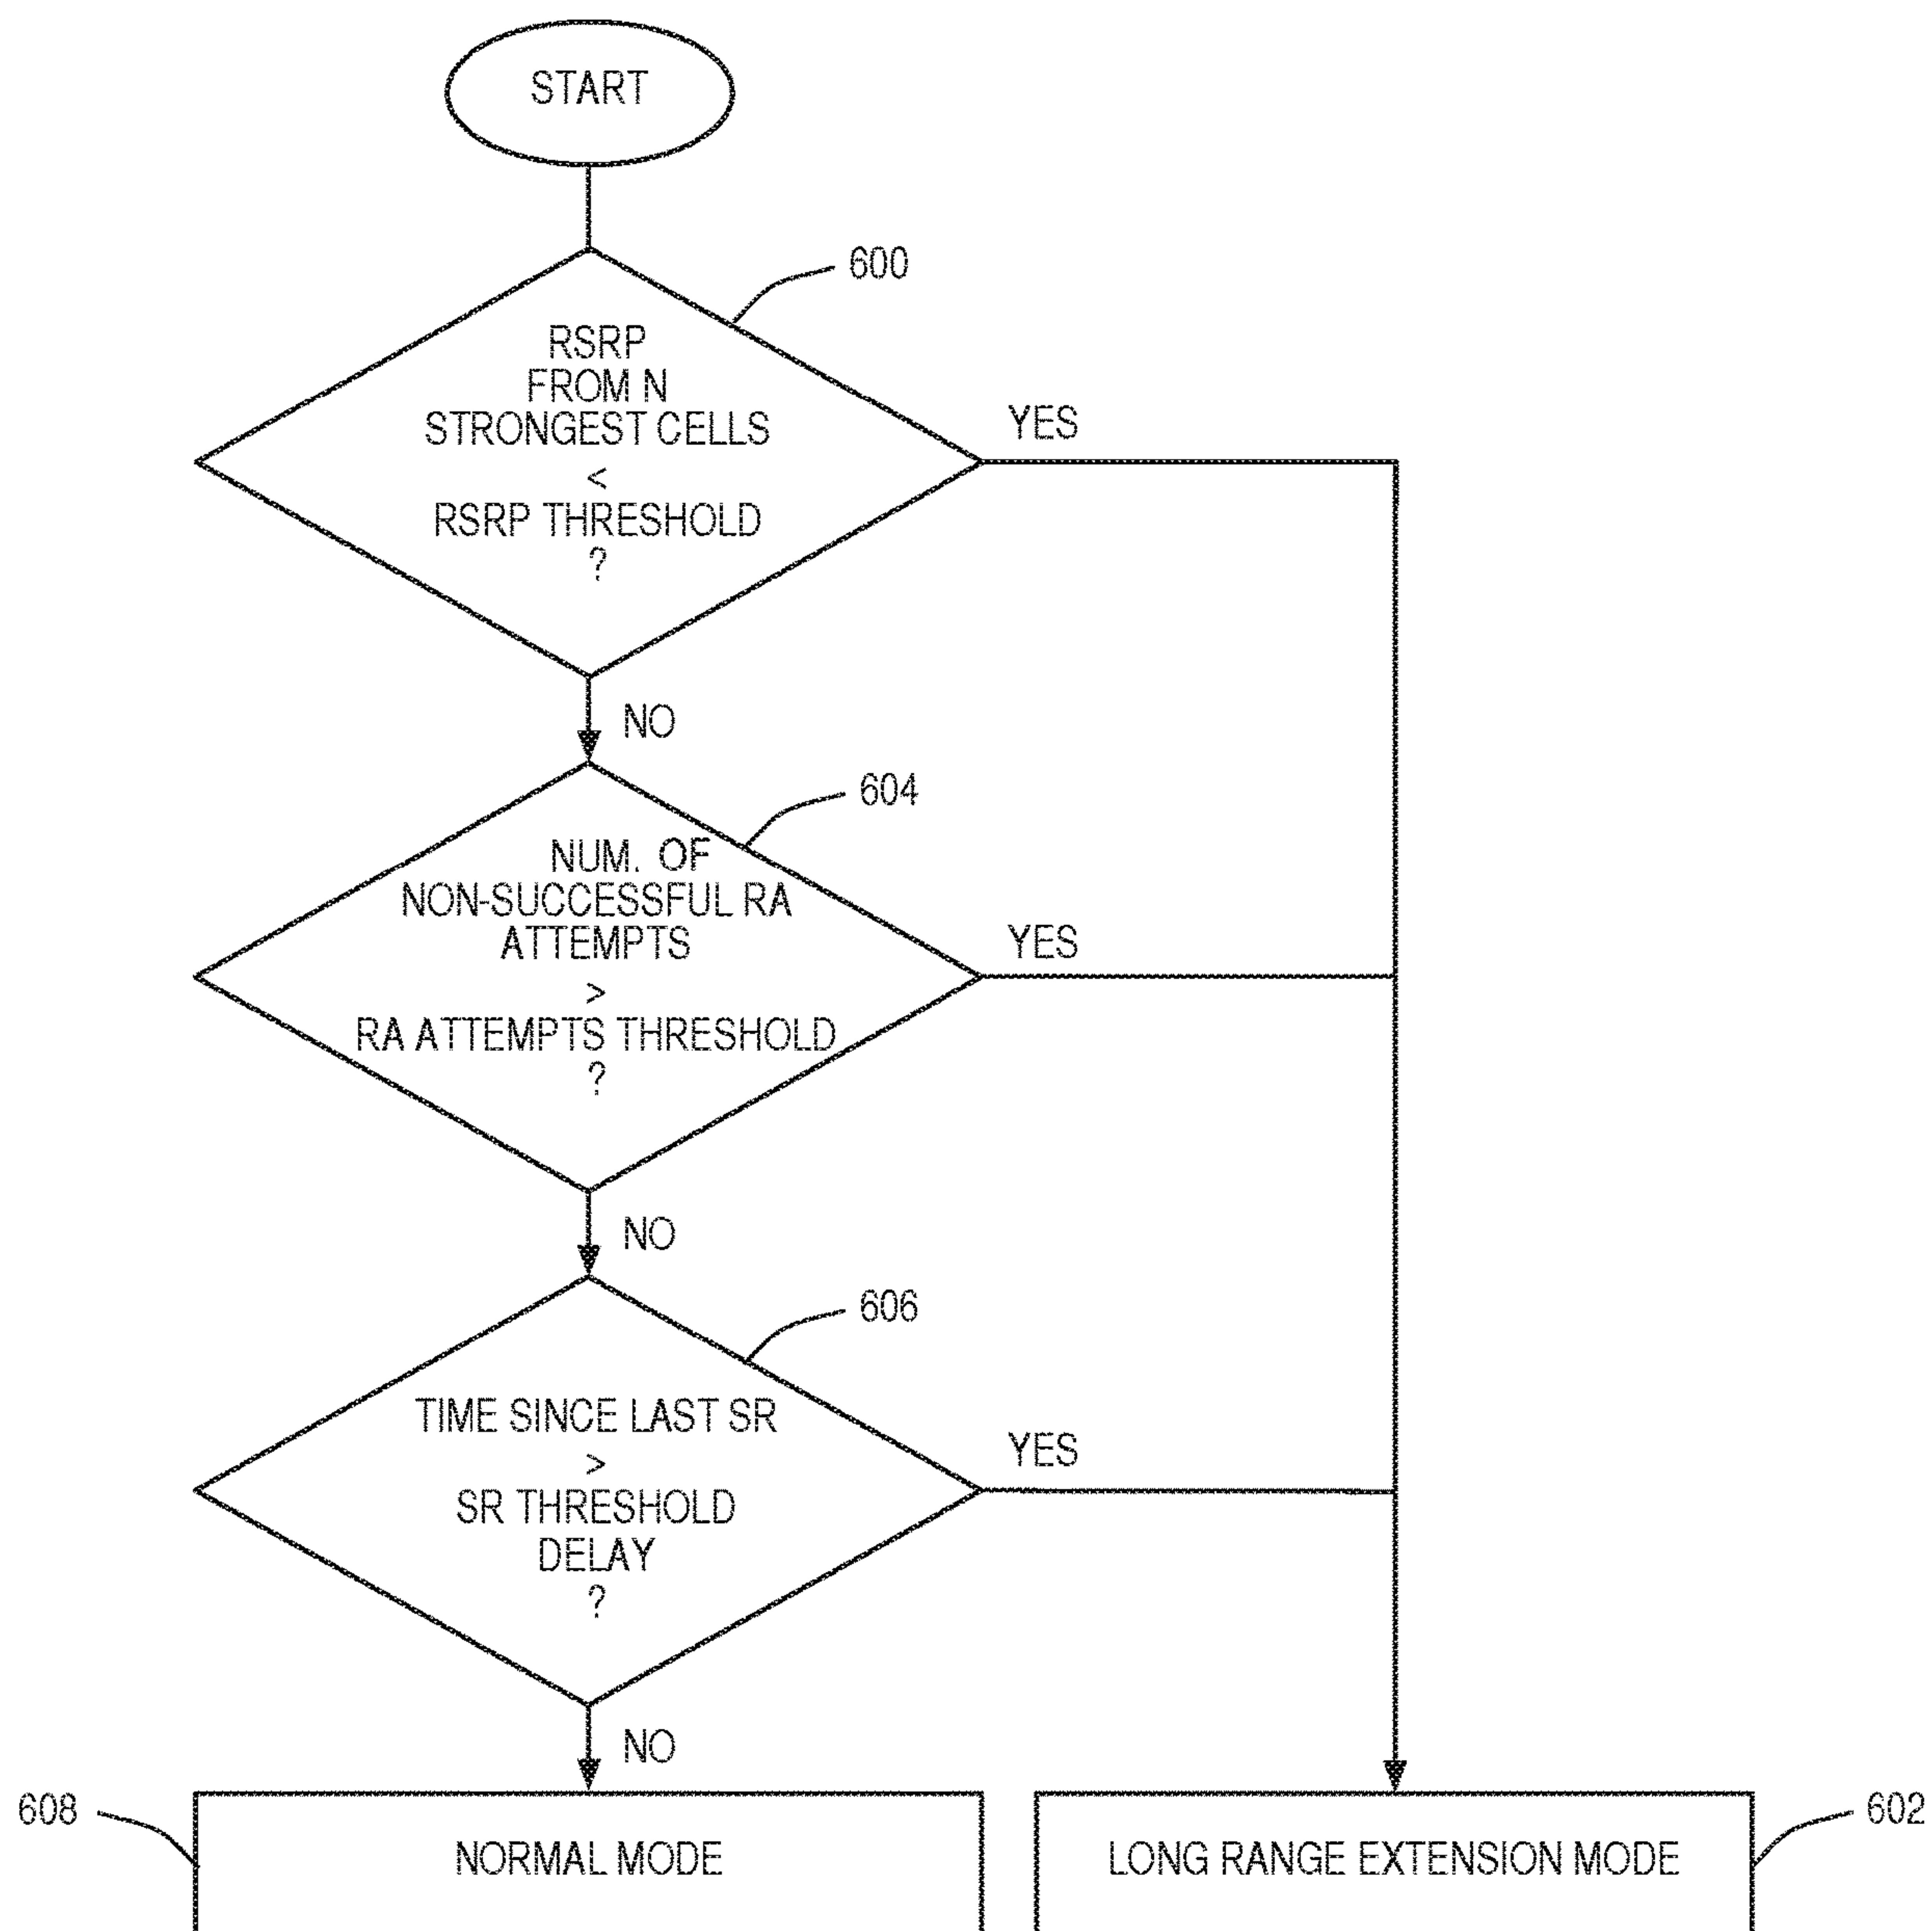 START
600
RSRP
FROM N
STRONGEST CELLS
<
RSRP THRESHOLD
?
YES
NO
604
NUM. OF
NON-SUCCESSFUL RA
ATTEMPTS
>
RA ATTEMPTS THRESHOLD
?
YES
NO
606
TIME SINCE LAST SR
>
SR THRESHOLD
DELAY
?
YES
NO
608
NORMAL MODE
LONG RANGE EXTENSION MODE
602